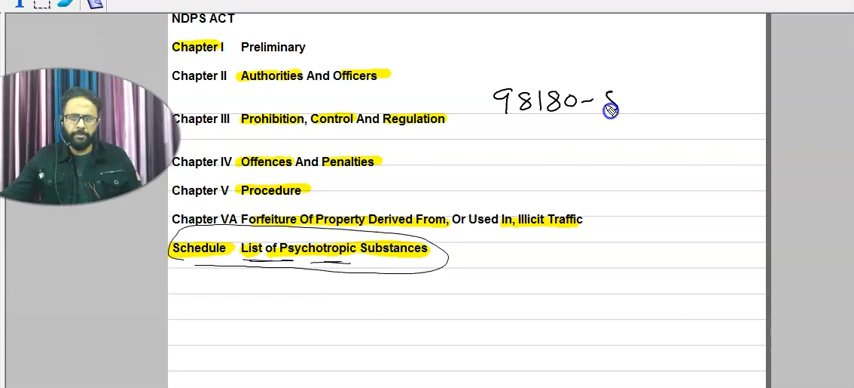 NDPS ACT
Chapter I Preliminary
Chapter II Authorities And Officers
98180-
Chapter III Prohibition, Control And Regulation
Chapter IV Offences And Penalties
Chapter V Procedure
Chapter VA Forfeiture Of Property Derived From, Or Used In, Illicit Traffic
Schedule List of Psychotropic Substances